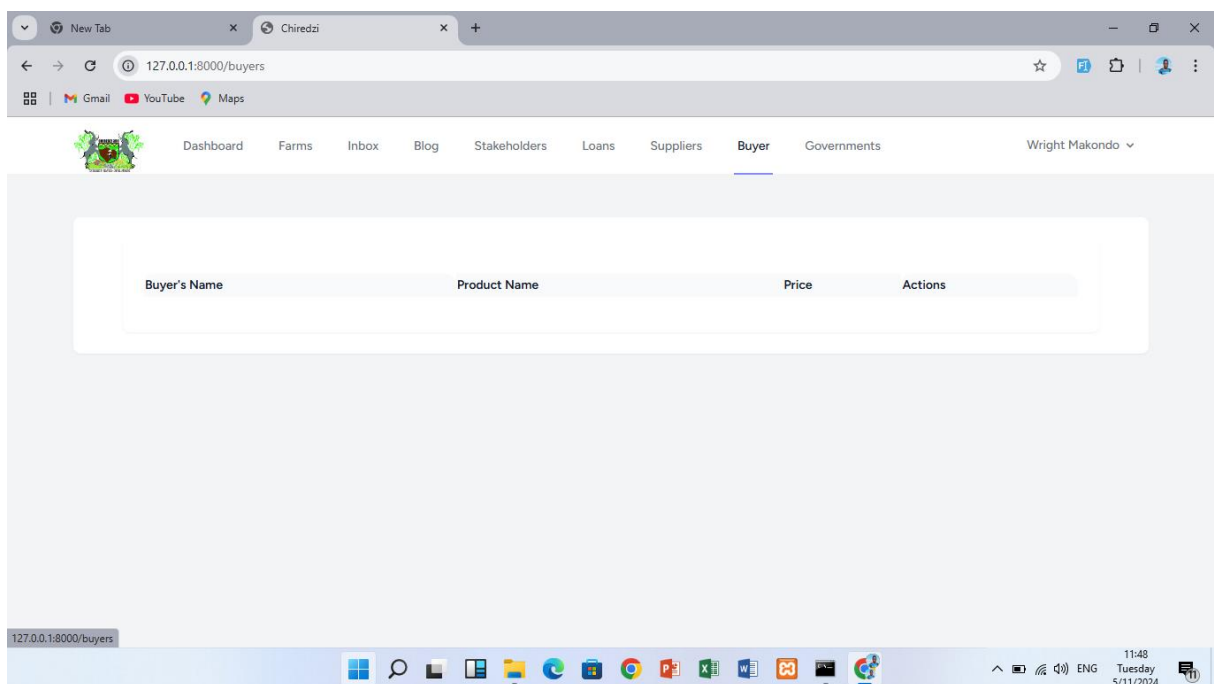 New Tab
Chiredzi
127.0.0.1:8000/buyers
Gmail YouTube Maps
Dashboard Farms Inbox Blog Stakeholders Loans Suppliers Buyer Governments Wright Makondo
Buyer's Name Product Name Price Actions
127.0.0.1:8000/buyers
ENG
11:48
Tuesday
5/11/2024